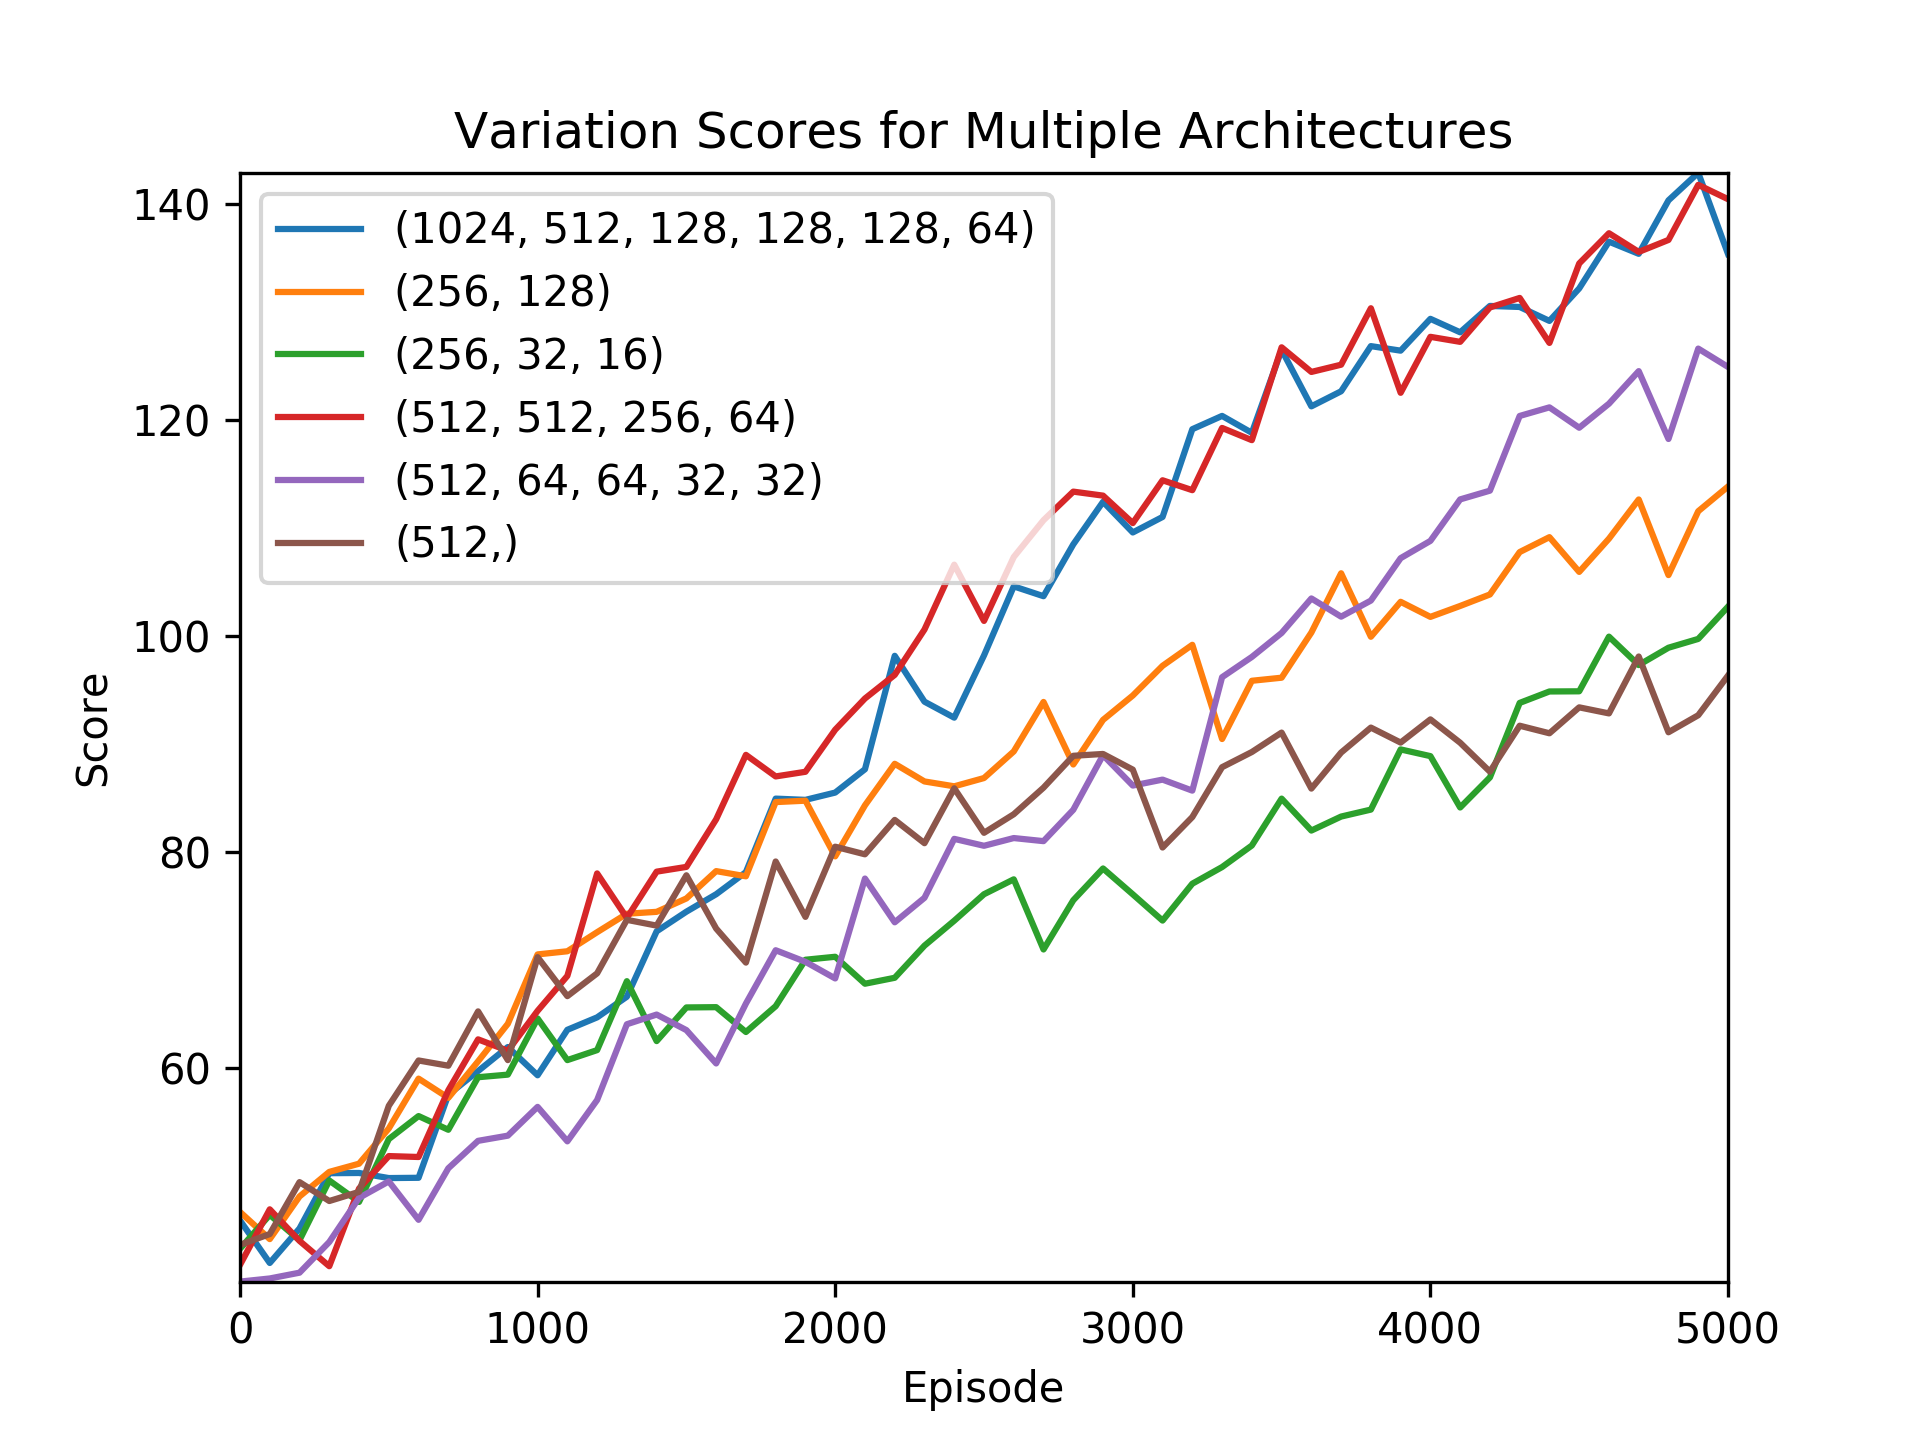 Variation Scores for Multiple Architectures
140
120
100
80
60
Score
(1024, 512, 128, 128, 128, 64)
(256, 128)
(256, 32, 16)
(512, 512, 256, 64)
(512, 64, 64, 32, 32)
(512,)
0 1000 2000 3000 4000 5000
Episode